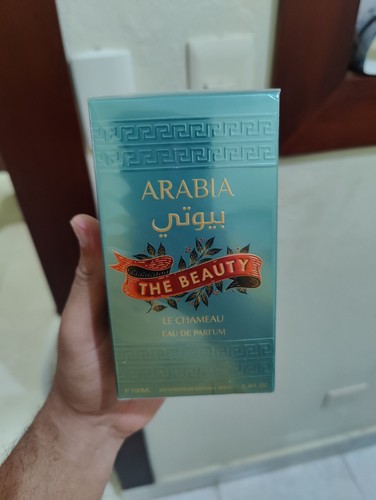 ARABIA
بيوتي
THE BEAUTY
LE CHAMEAU
EAU DE PARFUM